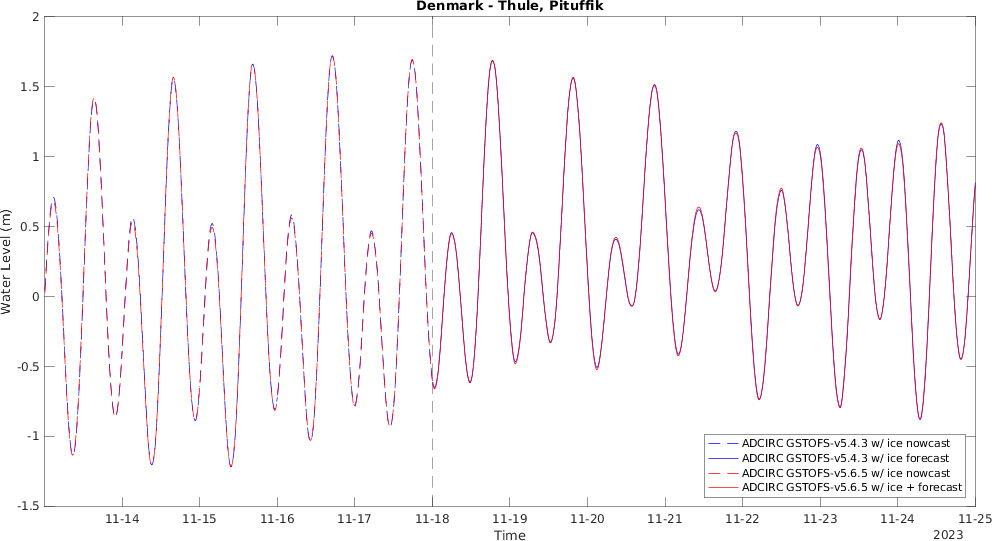 Denmark - Thule, Pituffik
2
1.5
1
0.5
0
-0.5
-1
-1.5
Water Level (m)
ADCIRC GSTOFS-v5.4.3 w/ ice nowcast
ADCIRC GSTOFS-v5.4.3 w/ ice forecast
ADCIRC GSTOFS-v5.6.5 w/ ice nowcast
ADCIRC GSTOFS-v5.6.5 w/ ice + forecast
11-14 11-15 11-16 11-17 11-18 11-19 11-20 11-21 11-22 11-23 11-24 11-25
Time
2023